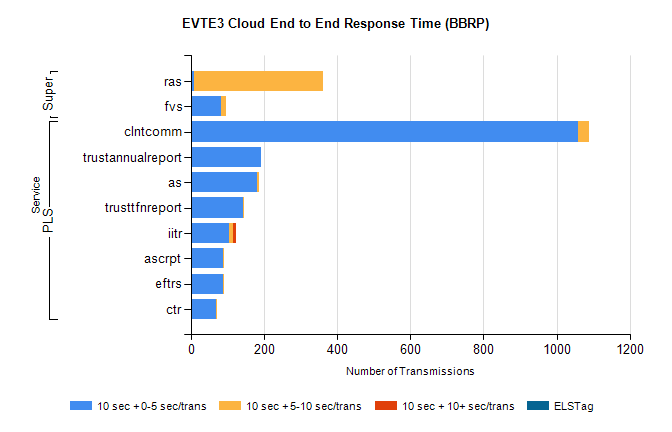 EVTE3 Cloud End to End Response Time (BBRP)
Super
ras
fvs
Service
PLS
clntcomm
trustannualreport
as
trusttfnreport
iitr
ascrpt
eftrs
ctr
0 200 400 600 800 1000 1200
Number of Transmissions
10 sec +0-5 sec/trans 10 sec +5-10 sec/trans 10 sec + 10+ sec/trans ELSTag